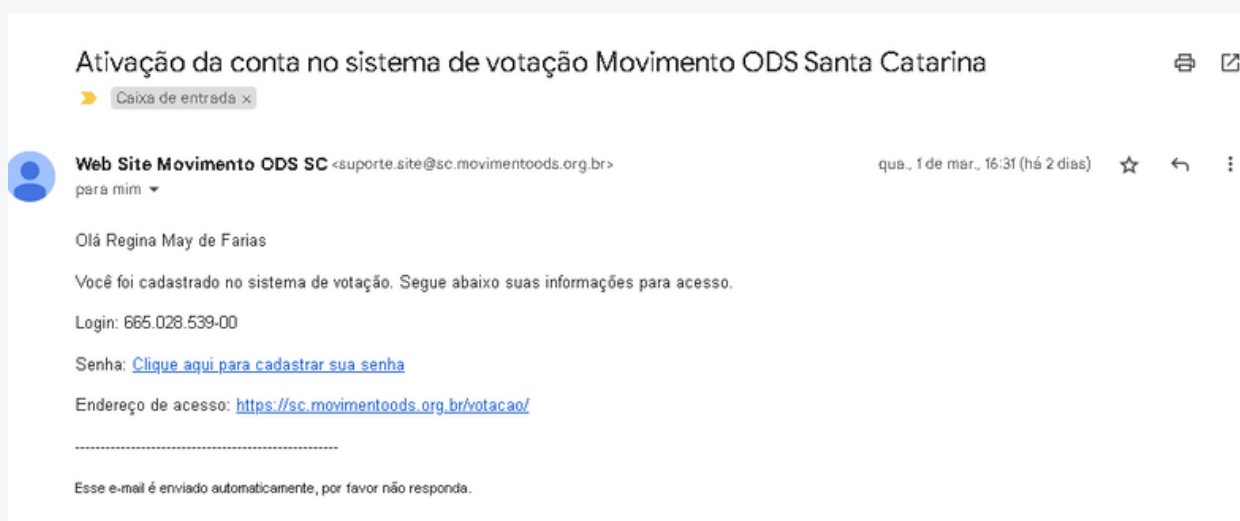 Ativação da conta no sistema de votação Movimento ODS Santa Catarina
Caixa de entrada ×
Web Site Movimento ODS SC <suporte.site@sc.movimentoods.org.br> qua., 1 de mar., 16:31 (há 2 dias)
para mim
Olá Regina May de Farias
Você foi cadastrado no sistema de votação. Segue abaixo suas informações para acesso.
Login: 665.028.539-00
Senha: Clique aqui para cadastrar sua senha
Endereço de acesso: https://sc.movimentoods.org.br/votacao/
----------------------------------------------------
Esse e-mail é enviado automaticamente, por favor não responda.